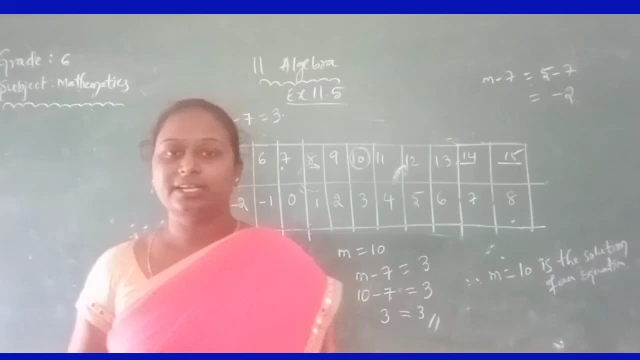 Grade : 6
Subject : Mathematics
11 Algebra
Ex 11.5
m-7 = 5-7
= -2
-7 = 3
6 7 8 9 10 11 12 13 14 15
-2 -1 0 1 2 3 4 5 6 7 8
m = 10
m-7 = 3
10-7 = 3
3 = 3 //
∴ m=10 is the solution
of an Equation